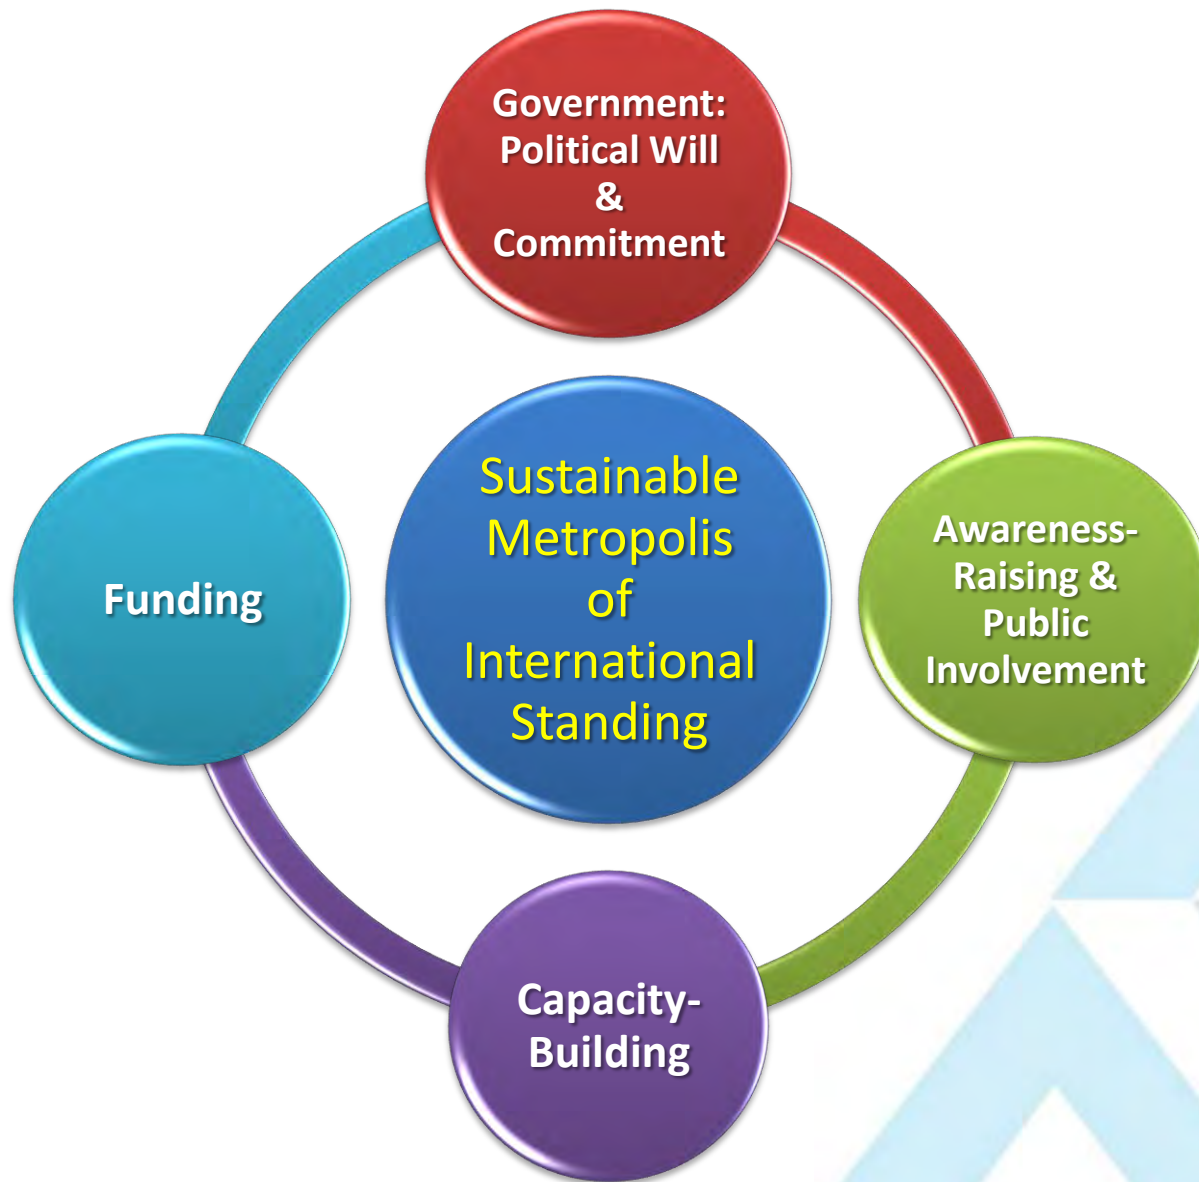 Government:
Political Will
&
Commitment
Funding
Sustainable
Metropolis
of
International
Standing
Awareness-
Raising &
Public
Involvement
Capacity-
Building